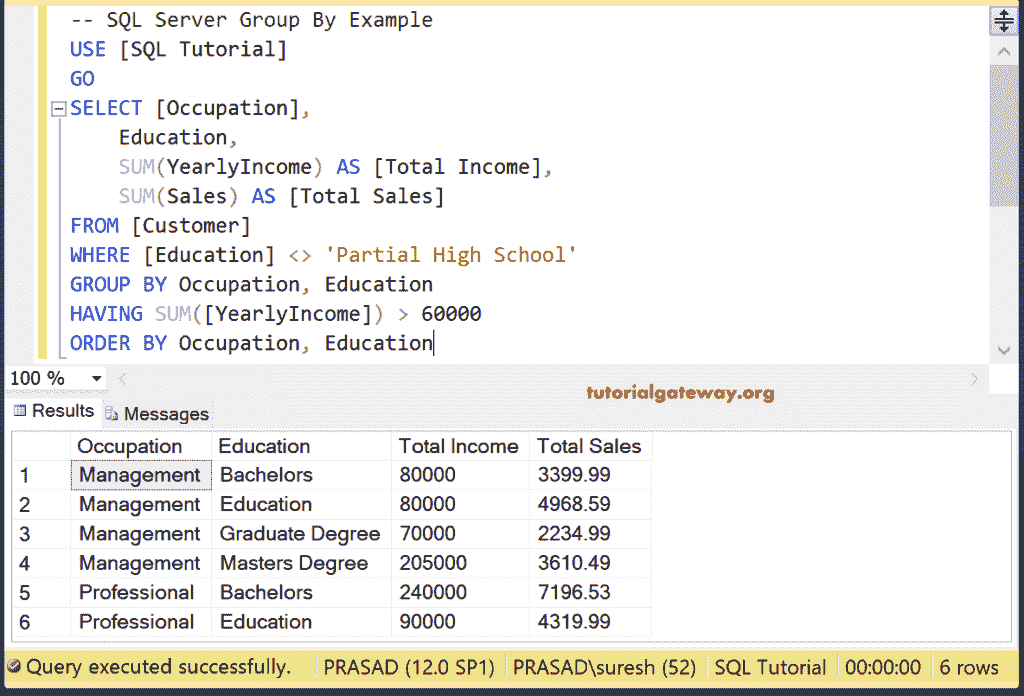 -- SQL Server Group By Example
USE [SQL Tutorial]
GO
SELECT [Occupation],
Education,
SUM(YearlyIncome) AS [Total Income],
SUM(Sales) AS [Total Sales]
FROM [Customer]
WHERE [Education] <> 'Partial High School'
GROUP BY Occupation, Education
HAVING SUM([YearlyIncome]) > 60000
ORDER BY Occupation, Education
100 %
tutorialgateway.org
Results Messages
Occupation Education Total Income Total Sales
1 Management Bachelors 80000 3399.99
2 Management Education 80000 4968.59
3 Management Graduate Degree 70000 2234.99
4 Management Masters Degree 205000 3610.49
5 Professional Bachelors 240000 7196.53
6 Professional Education 90000 4319.99
Query executed successfully. PRASAD (12.0 SP1) PRASAD\suresh (52) SQL Tutorial 00:00:00 6 rows